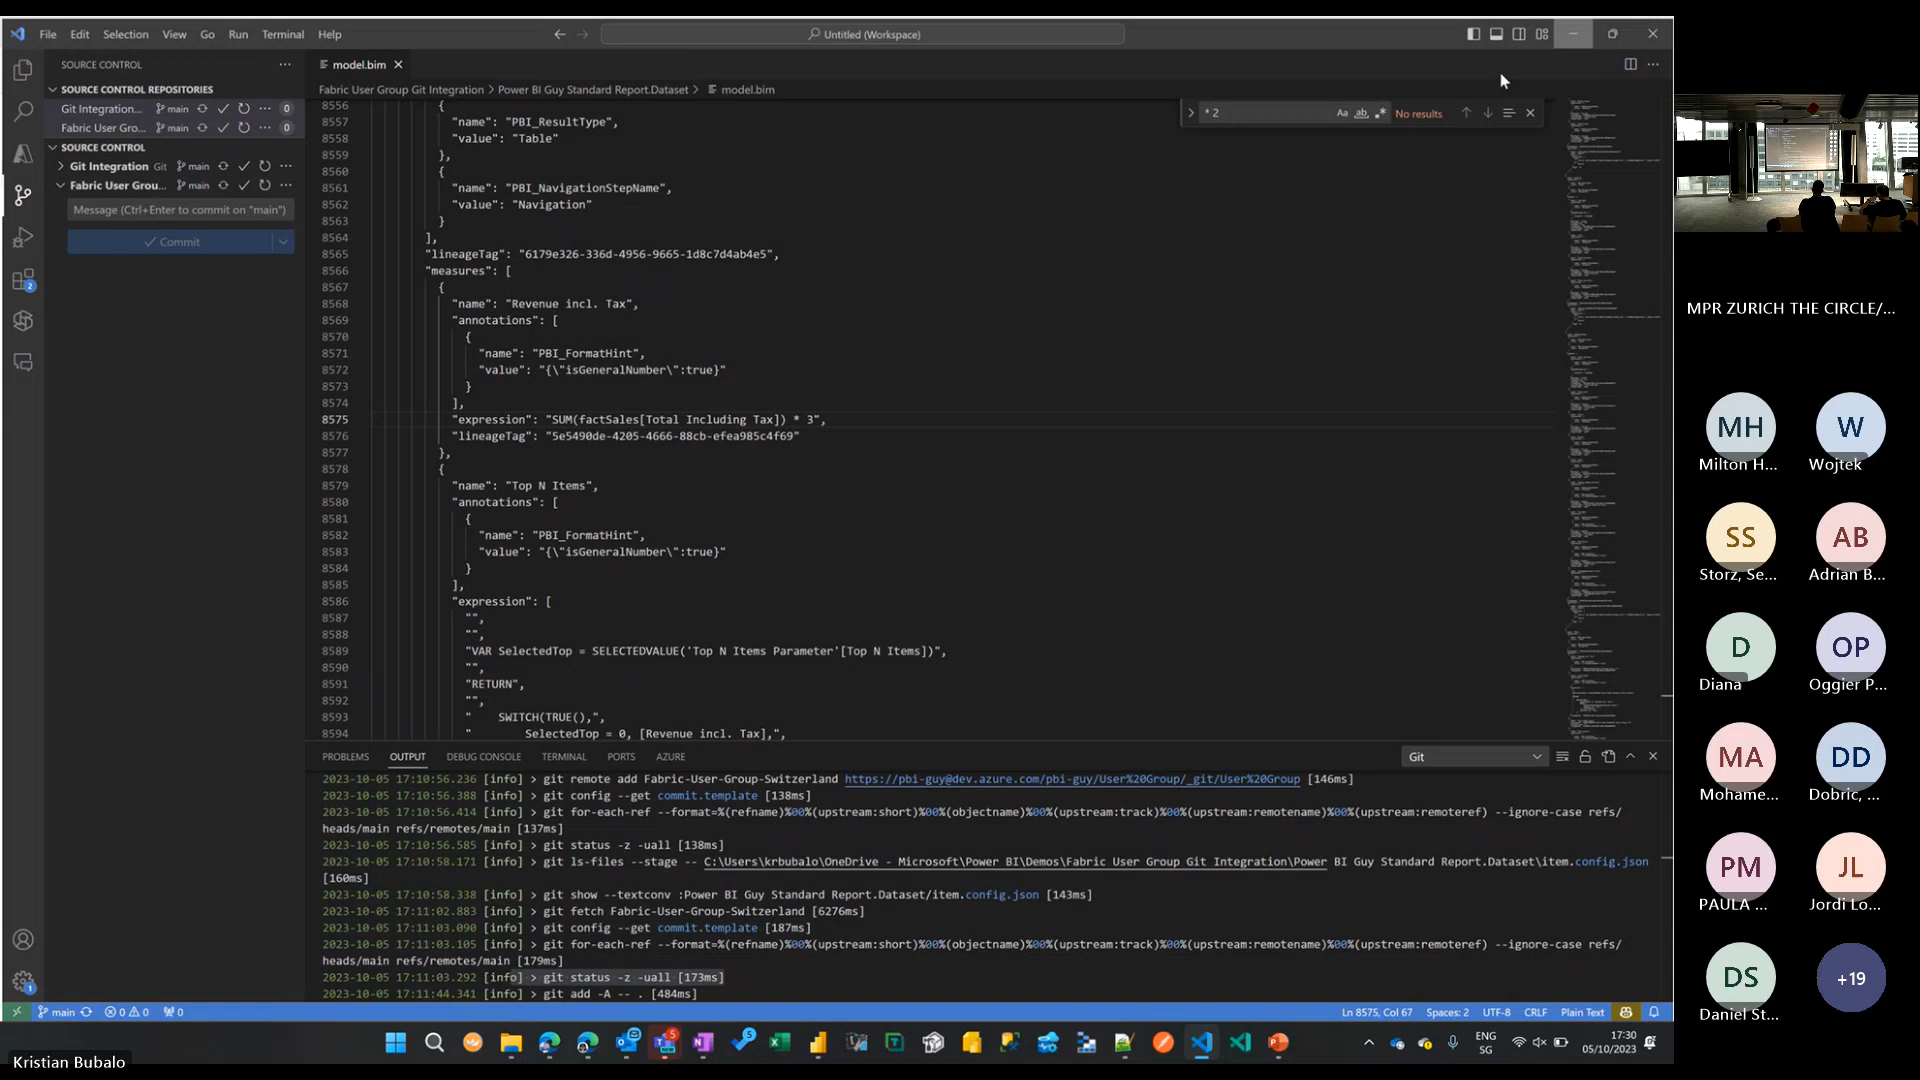 File Edit Selection View Go Run Terminal Help
Untitled (Workspace)
SOURCE CONTROL
SOURCE CONTROL REPOSITORIES
Git Integration... main 0
Fabric User Gro... main 0
SOURCE CONTROL
Git Integration Git main
Fabric User Grou... main
Message (Ctrl+Enter to commit on "main")
Commit
2
1
model.bim
Fabric User Group Git Integration > Power BI Guy Standard Report.Dataset > model.bim
* 2
Aa ab No results
8556 {
8557 "name": "PBI_ResultType",
8558 "value": "Table"
8559 },
8560 {
8561 "name": "PBI_NavigationStepName",
8562 "value": "Navigation"
8563 }
8564 ],
8565 "lineageTag": "6179e326-336d-4956-9665-1d8c7d4ab4e5",
8566 "measures": [
8567 {
8568 "name": "Revenue incl. Tax",
8569 "annotations": [
8570 {
8571 "name": "PBI_FormatHint",
8572 "value": "{\"isGeneralNumber\":true}"
8573 }
8574 ],
8575 "expression": "SUM(factSales[Total Including Tax]) * 3",
8576 "lineageTag": "5e5490de-4205-4666-88cb-efea985c4f69"
8577 },
8578 {
8579 "name": "Top N Items",
8580 "annotations": [
8581 {
8582 "name": "PBI_FormatHint",
8583 "value": "{\"isGeneralNumber\":true}"
8584 }
8585 ],
8586 "expression": [
8587 "",
8588 "",
8589 "VAR SelectedTop = SELECTEDVALUE('Top N Items Parameter'[Top N Items])",
8590 "",
8591 "RETURN",
8592 "",
8593 " SWITCH(TRUE(),",
8594 " SelectedTop = 0, [Revenue incl. Tax],",
PROBLEMS OUTPUT DEBUG CONSOLE TERMINAL PORTS AZURE
Git
2023-10-05 17:10:56.236 [info] > git remote add Fabric-User-Group-Switzerland https://pbi-guy@dev.azure.com/pbi-guy/User%20Group/_git/User%20Group [146ms]
2023-10-05 17:10:56.388 [info] > git config --get commit.template [138ms]
2023-10-05 17:10:56.414 [info] > git for-each-ref --format=%(refname)%00%(upstream:short)%00%(objectname)%00%(upstream:track)%00%(upstream:remotename)%00%(upstream:remoteref) --ignore-case refs/
heads/main refs/remotes/main [137ms]
2023-10-05 17:10:56.585 [info] > git status -z -uall [138ms]
2023-10-05 17:10:58.171 [info] > git ls-files --stage -- C:\Users\krbubalo\OneDrive - Microsoft\Power BI\Demos\Fabric User Group Git Integration\Power BI Guy Standard Report.Dataset\item.config.json
[160ms]
2023-10-05 17:10:58.338 [info] > git show --textconv :Power BI Guy Standard Report.Dataset/item.config.json [143ms]
2023-10-05 17:11:02.883 [info] > git fetch Fabric-User-Group-Switzerland [6276ms]
2023-10-05 17:11:03.090 [info] > git config --get commit.template [187ms]
2023-10-05 17:11:03.105 [info] > git for-each-ref --format=%(refname)%00%(upstream:short)%00%(objectname)%00%(upstream:track)%00%(upstream:remotename)%00%(upstream:remoteref) --ignore-case refs/
heads/main refs/remotes/main [179ms]
2023-10-05 17:11:03.292 [info] > git status -z -uall [173ms]
2023-10-05 17:11:44.341 [info] > git add -A -- . [484ms]
main 0 0 0
Ln 8575, Col 67 Spaces: 2 UTF-8 CRLF Plain Text
5 5
ENG
SG
17:30
05/10/2023
Kristian Bubalo
MPR ZURICH THE CIRCLE/...
MH W
Milton H... Wojtek
SS AB
Storz, Se... Adrian B...
D OP
Diana Oggier P...
MA DD
Mohame... Dobric, ...
PM JL
PAULA ... Jordi Lo...
DS +19
Daniel St...